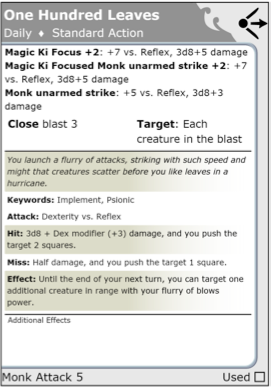 One Hundred Leaves
Daily ♦ Standard Action
Magic Ki Focus +2: +7 vs. Reflex, 3d8+5 damage
Magic Ki Focused Monk unarmed strike +2: +7
vs. Reflex, 3d8+5 damage
Monk unarmed strike: +5 vs. Reflex, 3d8+3
damage
Close blast 3
Target: Each
creature in the blast
You launch a flurry of attacks, striking with such speed and
might that creatures scatter before you like leaves in a
hurricane.
Keywords: Implement, Psionic
Attack: Dexterity vs. Reflex
Hit: 3d8 + Dex modifier (+3) damage, and you push the
target 2 squares.
Miss: Half damage, and you push the target 1 square.
Effect: Until the end of your next turn, you can target one
additional creature in range with your flurry of blows
power.
Additional Effects
Monk Attack 5
Used